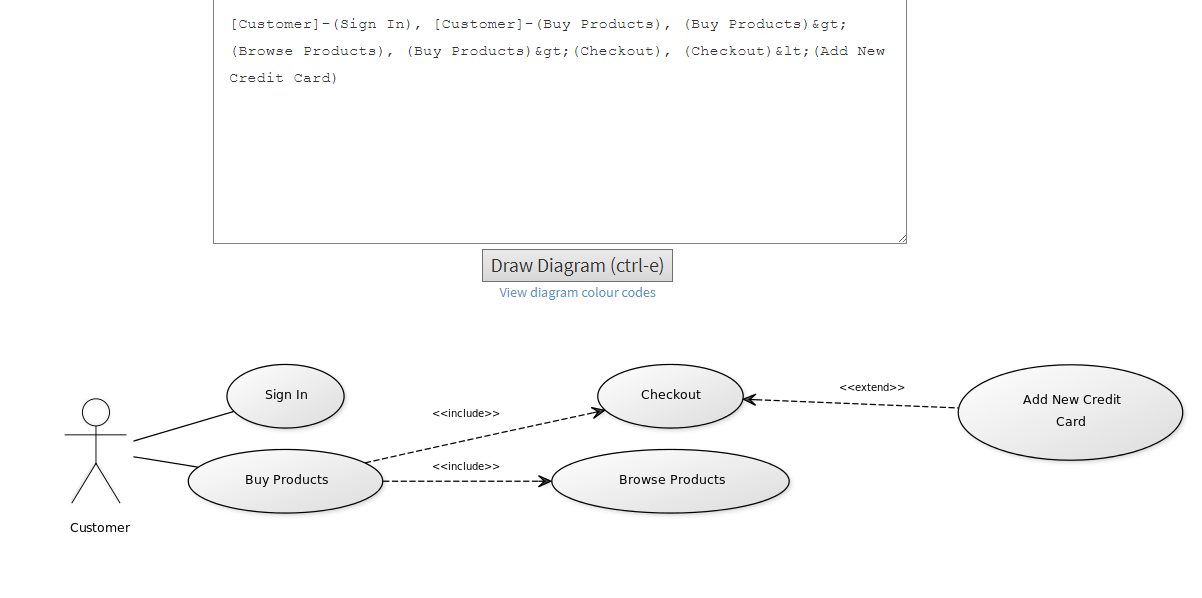 [Customer]-(Sign In), [Customer]-(Buy Products), (Buy Products)&gt;
(Browse Products), (Buy Products)&gt;(Checkout), (Checkout)&lt;(Add New
Credit Card)
Draw Diagram (ctrl-e)
View diagram colour codes
Sign In
Checkout
<<extend>>
Add New Credit
Card
<<include>>
<<include>>
Buy Products
Browse Products
Customer